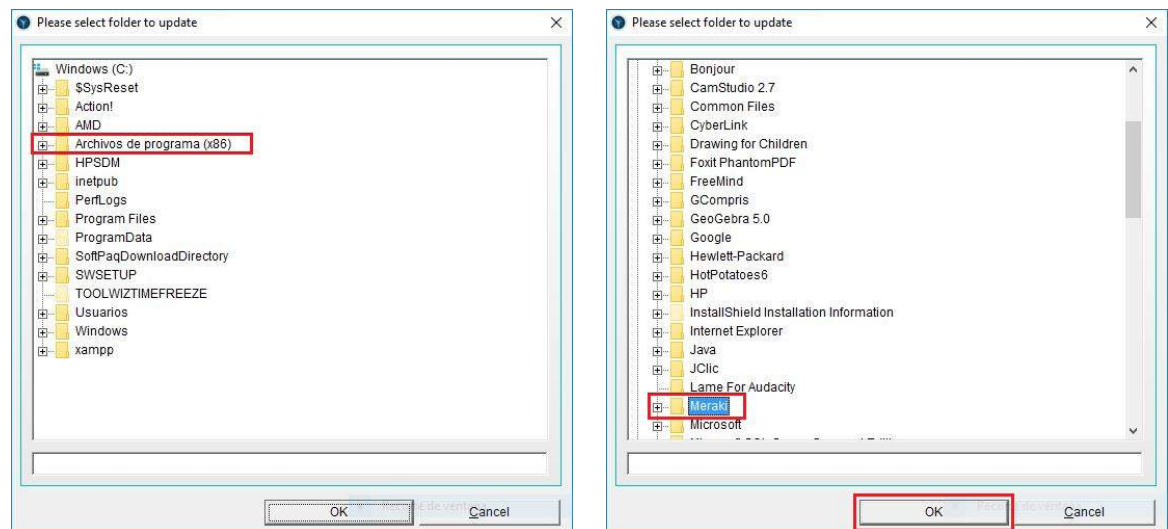 Please select folder to update
Windows (C:)
$SysReset
Action!
AMD
Archivos de programa (x86)
HPSDM
inetpub
PerfLogs
Program Files
ProgramData
SoftPaqDownloadDirectory
SWSETUP
TOOLWIZTIMEFREEZE
Usuarios
Windows
xampp
OK
Cancel
Please select folder to update
Bonjour
CamStudio 2.7
Common Files
CyberLink
Drawing for Children
Foxit PhantomPDF
FreeMind
GCompris
GeoGebra 5.0
Google
Hewlett-Packard
HotPotatoes6
HP
InstallShield Installation Information
Internet Explorer
Java
JClic
Lame For Audacity
Meraki
Microsoft
OK
Cancel